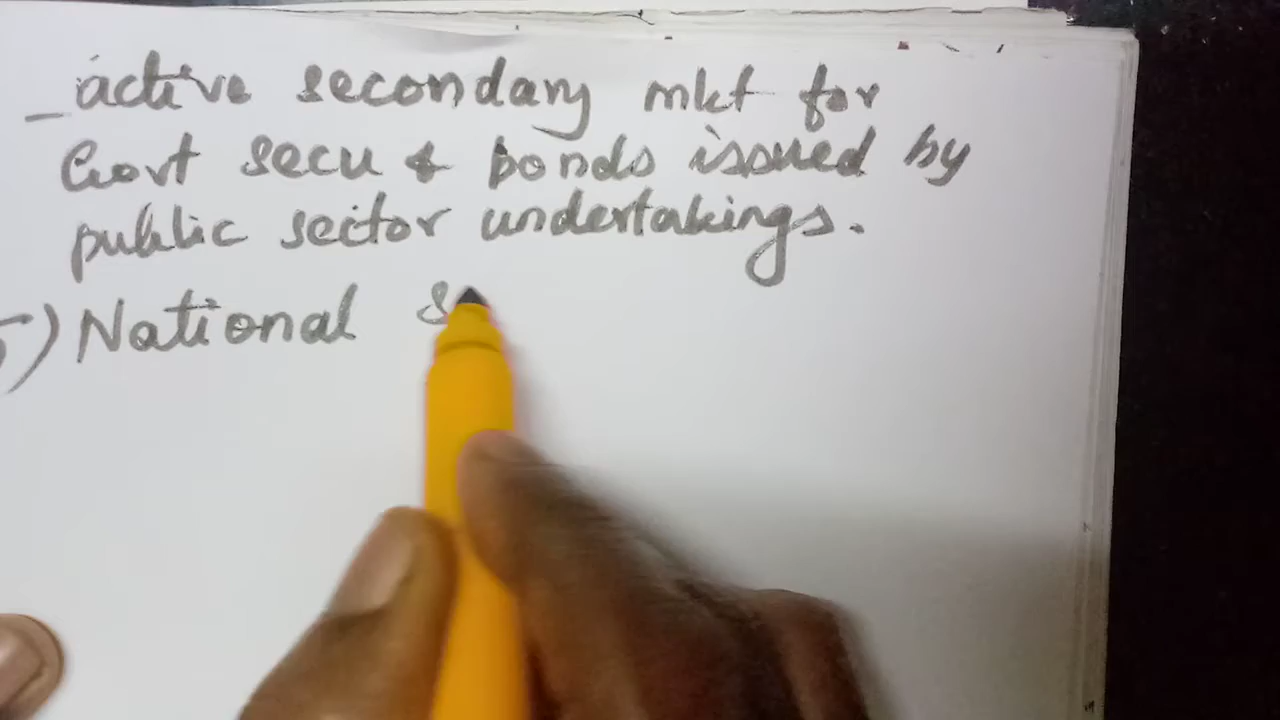 _active secondary mkt for
Govt secu & bonds issued by
public sector undertakings.
5) National S